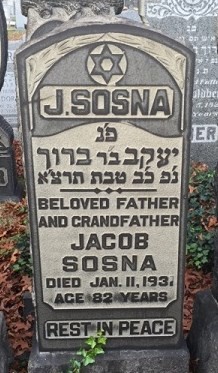 J. SOSNA
פ״נ
יעקב בר ברוך
נפ׳ כ״ב טבת תרצ״א
BELOVED FATHER
AND GRANDFATHER
JACOB
SOSNA
DIED JAN. 11, 1931
AGE 82 YEARS
REST IN PEACE